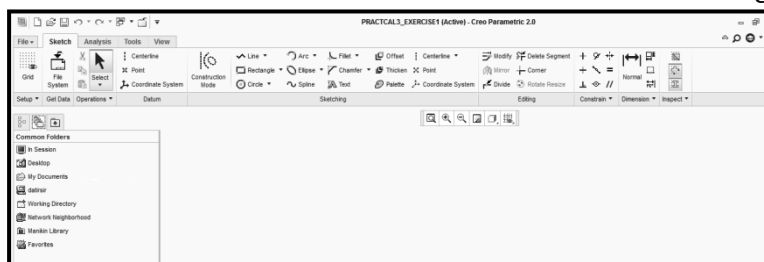 PRACTCAL3_EXERCISE1 (Active) - Creo Parametric 2.0
File Sketch Analysis Tools View
Grid
File System
Select
Centerline
Point
Coordinate System
Construction Mode
Line Arc Fillet Offset Centerline
Rectangle Ellipse Chamfer Thicken Point
Circle Spline Text Palette Coordinate System
Modify Delete Segment
Mirror Corner
Divide Rotate Resize
Normal
Setup Get Data Operations Datum Sketching Editing Constrain Dimension Inspect
Common Folders
In Session
Desktop
My Documents
datinsir
Working Directory
Network Neighborhood
Manikin Library
Favorites